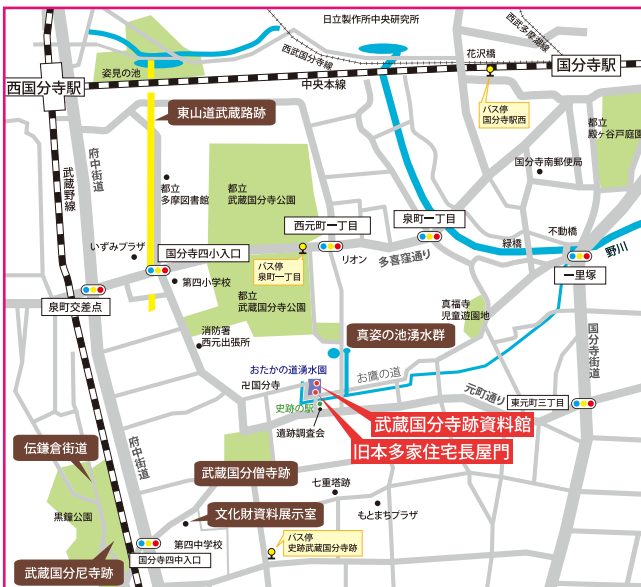 日立製作所中央研究所
西武国分寺線
西武多摩湖線
花沢橋
国分寺駅
姿見の池
西国分寺駅
中央本線
バス停
国分寺駅西
東山道武蔵路跡
都立
殿ヶ谷戸庭園
府中街道
武蔵野線
国分寺南郵便局
都立
多摩図書館
都立
武蔵国分寺公園
西元町一丁目
泉町一丁目
いずみプラザ
国分寺四小入口
リオン
多喜窪通り
緑橋
不動橋
野川
バス停
泉町一丁目
一里塚
第四小学校
泉町交差点
都立
武蔵国分寺公園
真福寺
児童遊園地
消防署
西元出張所
真姿の池湧水群
国分寺街道
おたかの道湧水園
お鷹の道
卍国分寺
史跡の駅
元町通り
東元町三丁目
武蔵国分寺跡資料館
遺跡調査会
旧本多家住宅長屋門
府中街道
伝鎌倉街道
武蔵国分僧寺跡
七重塔跡
黒鐘公園
文化財資料展示室
もとまちプラザ
第四中学校
バス停
史跡武蔵国分寺跡
国分寺四中入口
武蔵国分尼寺跡